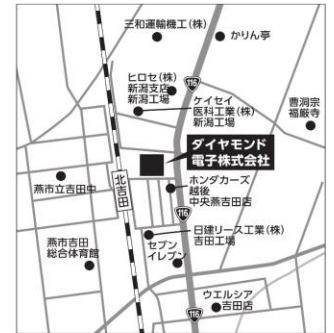 三和運輸機工(株)
かりん亭
116
ヒロセ(株)
新潟支店
新潟工場
ケイセイ
医科工業(株)
新潟工場
曹洞宗
福厳寺
ダイヤモンド
電子株式会社
北吉田
燕市立吉田中
ホンダカーズ
越後
中央燕吉田店
116
日建リース工業(株)
吉田工場
燕市吉田
総合体育館
セブン
イレブン
ウエルシア
吉田店
116